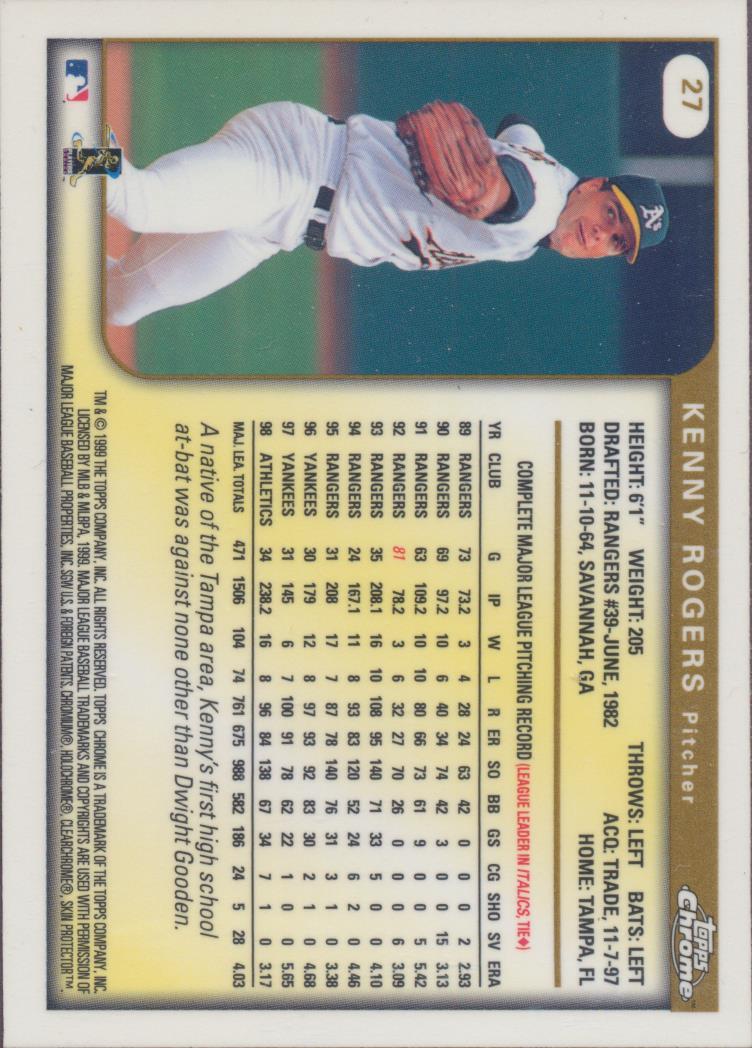 27
KENNY ROGERS Pitcher
Topps Chrome
HEIGHT: 6'1" WEIGHT: 205 THROWS: LEFT BATS: LEFT
DRAFTED: RANGERS #39-JUNE, 1982 ACQ: TRADE, 11-7-97
BORN: 11-10-64, SAVANNAH, GA HOME: TAMPA, FL
COMPLETE MAJOR LEAGUE PITCHING RECORD (LEAGUE LEADER IN ITALICS, TIE♦)
YR CLUB G IP W L R ER SO BB GS CG SHO SV ERA
89 RANGERS 73 73.2 3 4 28 24 63 42 0 0 0 2 2.93
90 RANGERS 69 97.2 10 6 40 34 74 42 3 0 0 15 3.13
91 RANGERS 63 109.2 10 10 80 66 73 61 9 0 0 5 5.42
92 RANGERS 81 78.2 3 6 32 27 70 26 0 0 0 6 3.09
93 RANGERS 35 208.1 16 10 108 95 140 71 33 5 0 0 4.10
94 RANGERS 24 167.1 11 8 93 83 120 52 24 6 2 0 4.46
95 RANGERS 31 208 17 7 87 78 140 76 31 3 1 0 3.38
96 YANKEES 30 179 12 8 97 93 92 83 30 2 1 0 4.68
97 YANKEES 31 145 6 7 100 91 78 62 22 1 0 0 5.65
98 ATHLETICS 34 238.2 16 8 96 84 138 67 34 7 1 0 3.17
MAJ. LEA. TOTALS 471 1506 104 74 761 675 988 582 186 24 5 28 4.03
A native of the Tampa area, Kenny's first high school
at-bat was against none other than Dwight Gooden.
TM & © 1999 THE TOPPS COMPANY, INC. ALL RIGHTS RESERVED. TOPPS CHROME IS A TRADEMARK OF THE TOPPS COMPANY, INC.
LICENSED BY MLB & MLBPA. 1999. MAJOR LEAGUE BASEBALL TRADEMARKS AND COPYRIGHTS ARE USED WITH PERMISSION OF
MAJOR LEAGUE BASEBALL PROPERTIES, INC. SGW U.S. & FOREIGN PATENTS, CHROMIUM®, HOLOCHROME®, CLEARCHROME®, SKIN PROTECTOR™
A's